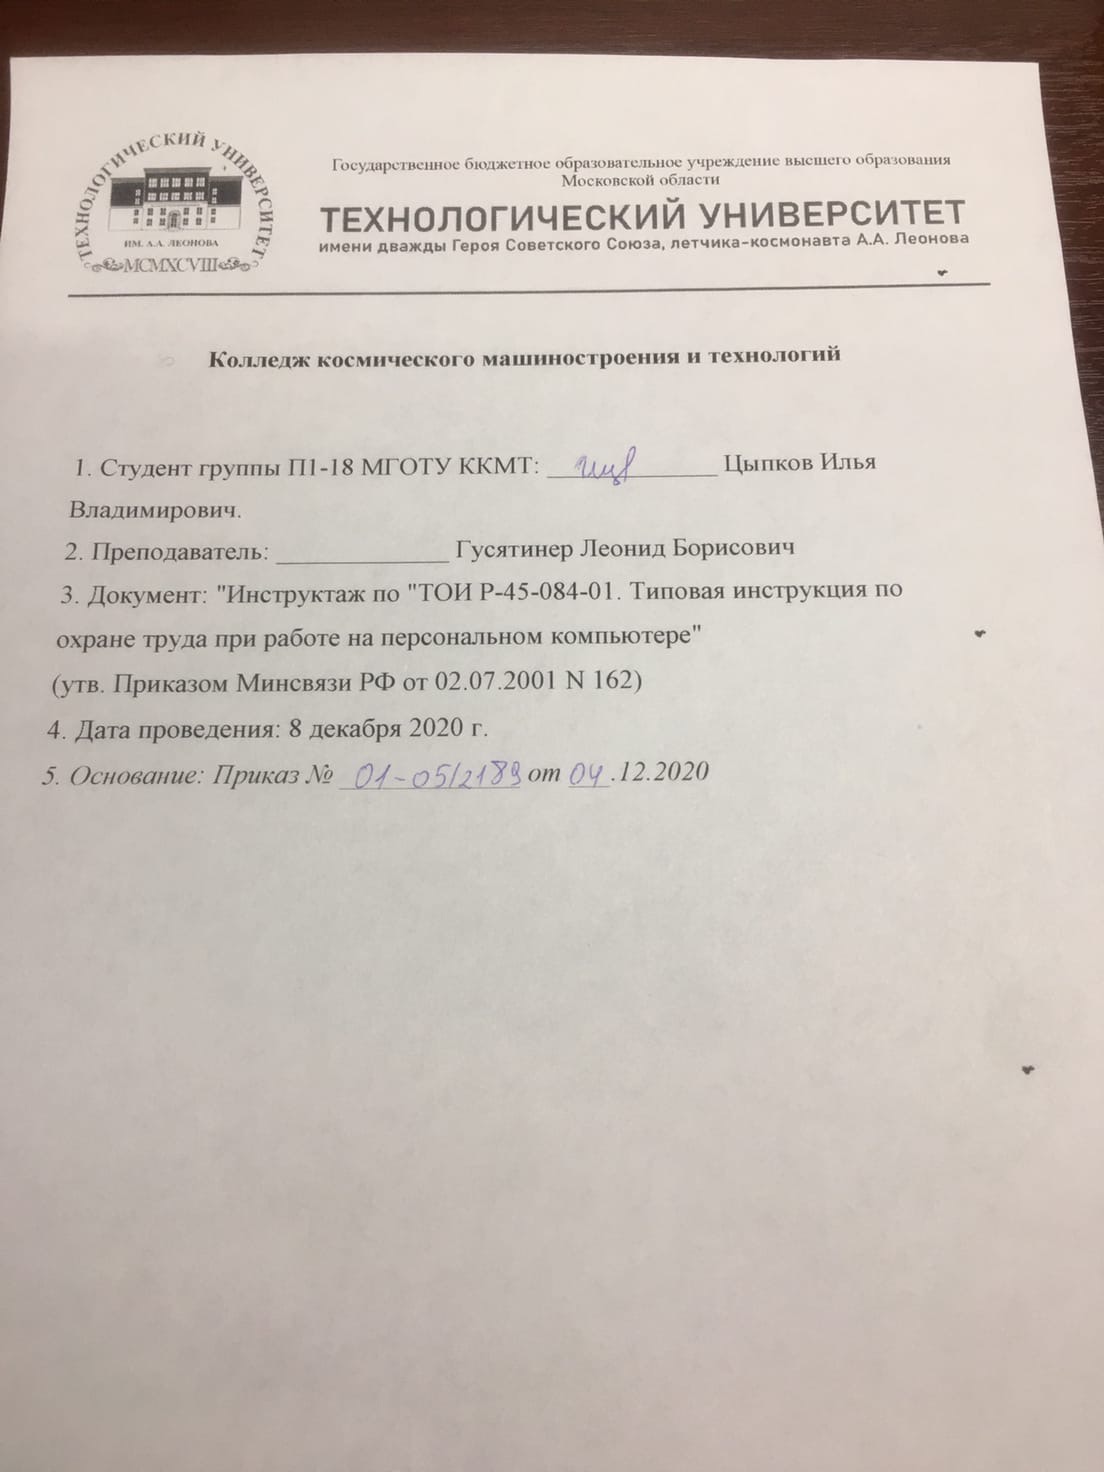 ТЕХНОЛОГИЧЕСКИЙ УНИВЕРСИТЕТ
ИМ. А.А. ЛЕОНОВА
MCMXCVIII
Государственное бюджетное образовательное учреждение высшего образования
Московской области
ТЕХНОЛОГИЧЕСКИЙ УНИВЕРСИТЕТ
имени дважды Героя Советского Союза, летчика-космонавта А.А. Леонова
Колледж космического машиностроения и технологий
1. Студент группы П1-18 МГОТУ ККМТ: ____________ Цыпков Илья
Владимирович.
2. Преподаватель: ____________ Гусятинер Леонид Борисович
3. Документ: "Инструктаж по "ТОИ Р-45-084-01. Типовая инструкция по
охране труда при работе на персональном компьютере"
(утв. Приказом Минсвязи РФ от 02.07.2001 N 162)
4. Дата проведения: 8 декабря 2020 г.
5. Основание: Приказ № 01-05/2189 от 04.12.2020